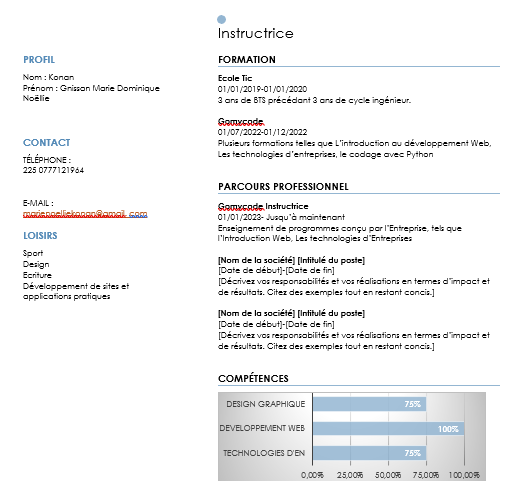 Instructrice
PROFIL
Nom : Konan
Prénom : Gnissan Marie Dominique
Noëllie
CONTACT
TÉLÉPHONE :
225 0777121964
E-MAIL :
marienoelliekonan@gmail.com
LOISIRS
Sport
Design
Ecriture
Développement de sites et
applications pratiques
FORMATION
Ecole Tic
01/01/2019-01/01/2020
3 ans de BTS précédant 3 ans de cycle ingénieur.
Gomycode
01/07/2022-01/12/2022
Plusieurs formations telles que L'introduction au développement Web,
Les technologies d'entreprises, le codage avec Python
PARCOURS PROFESSIONNEL
Gomycode Instructrice
01/01/2023- Jusqu'à maintenant
Enseignement de programmes conçu par l'Entreprise, tels que
l'Introduction Web, Les technologies d'Entreprises
[Nom de la société] [Intitulé du poste]
[Date de début]-[Date de fin]
[Décrivez vos responsabilités et vos réalisations en termes d'impact et
de résultats. Citez des exemples tout en restant concis.]
[Nom de la société] [Intitulé du poste]
[Date de début]-[Date de fin]
[Décrivez vos responsabilités et vos réalisations en termes d'impact et
de résultats. Citez des exemples tout en restant concis.]
COMPÉTENCES
DESIGN GRAPHIQUE 75%
DEVELOPPEMENT WEB 100%
TECHNOLOGIES D'EN 75%
0,00% 25,00% 50,00% 75,00% 100,00%